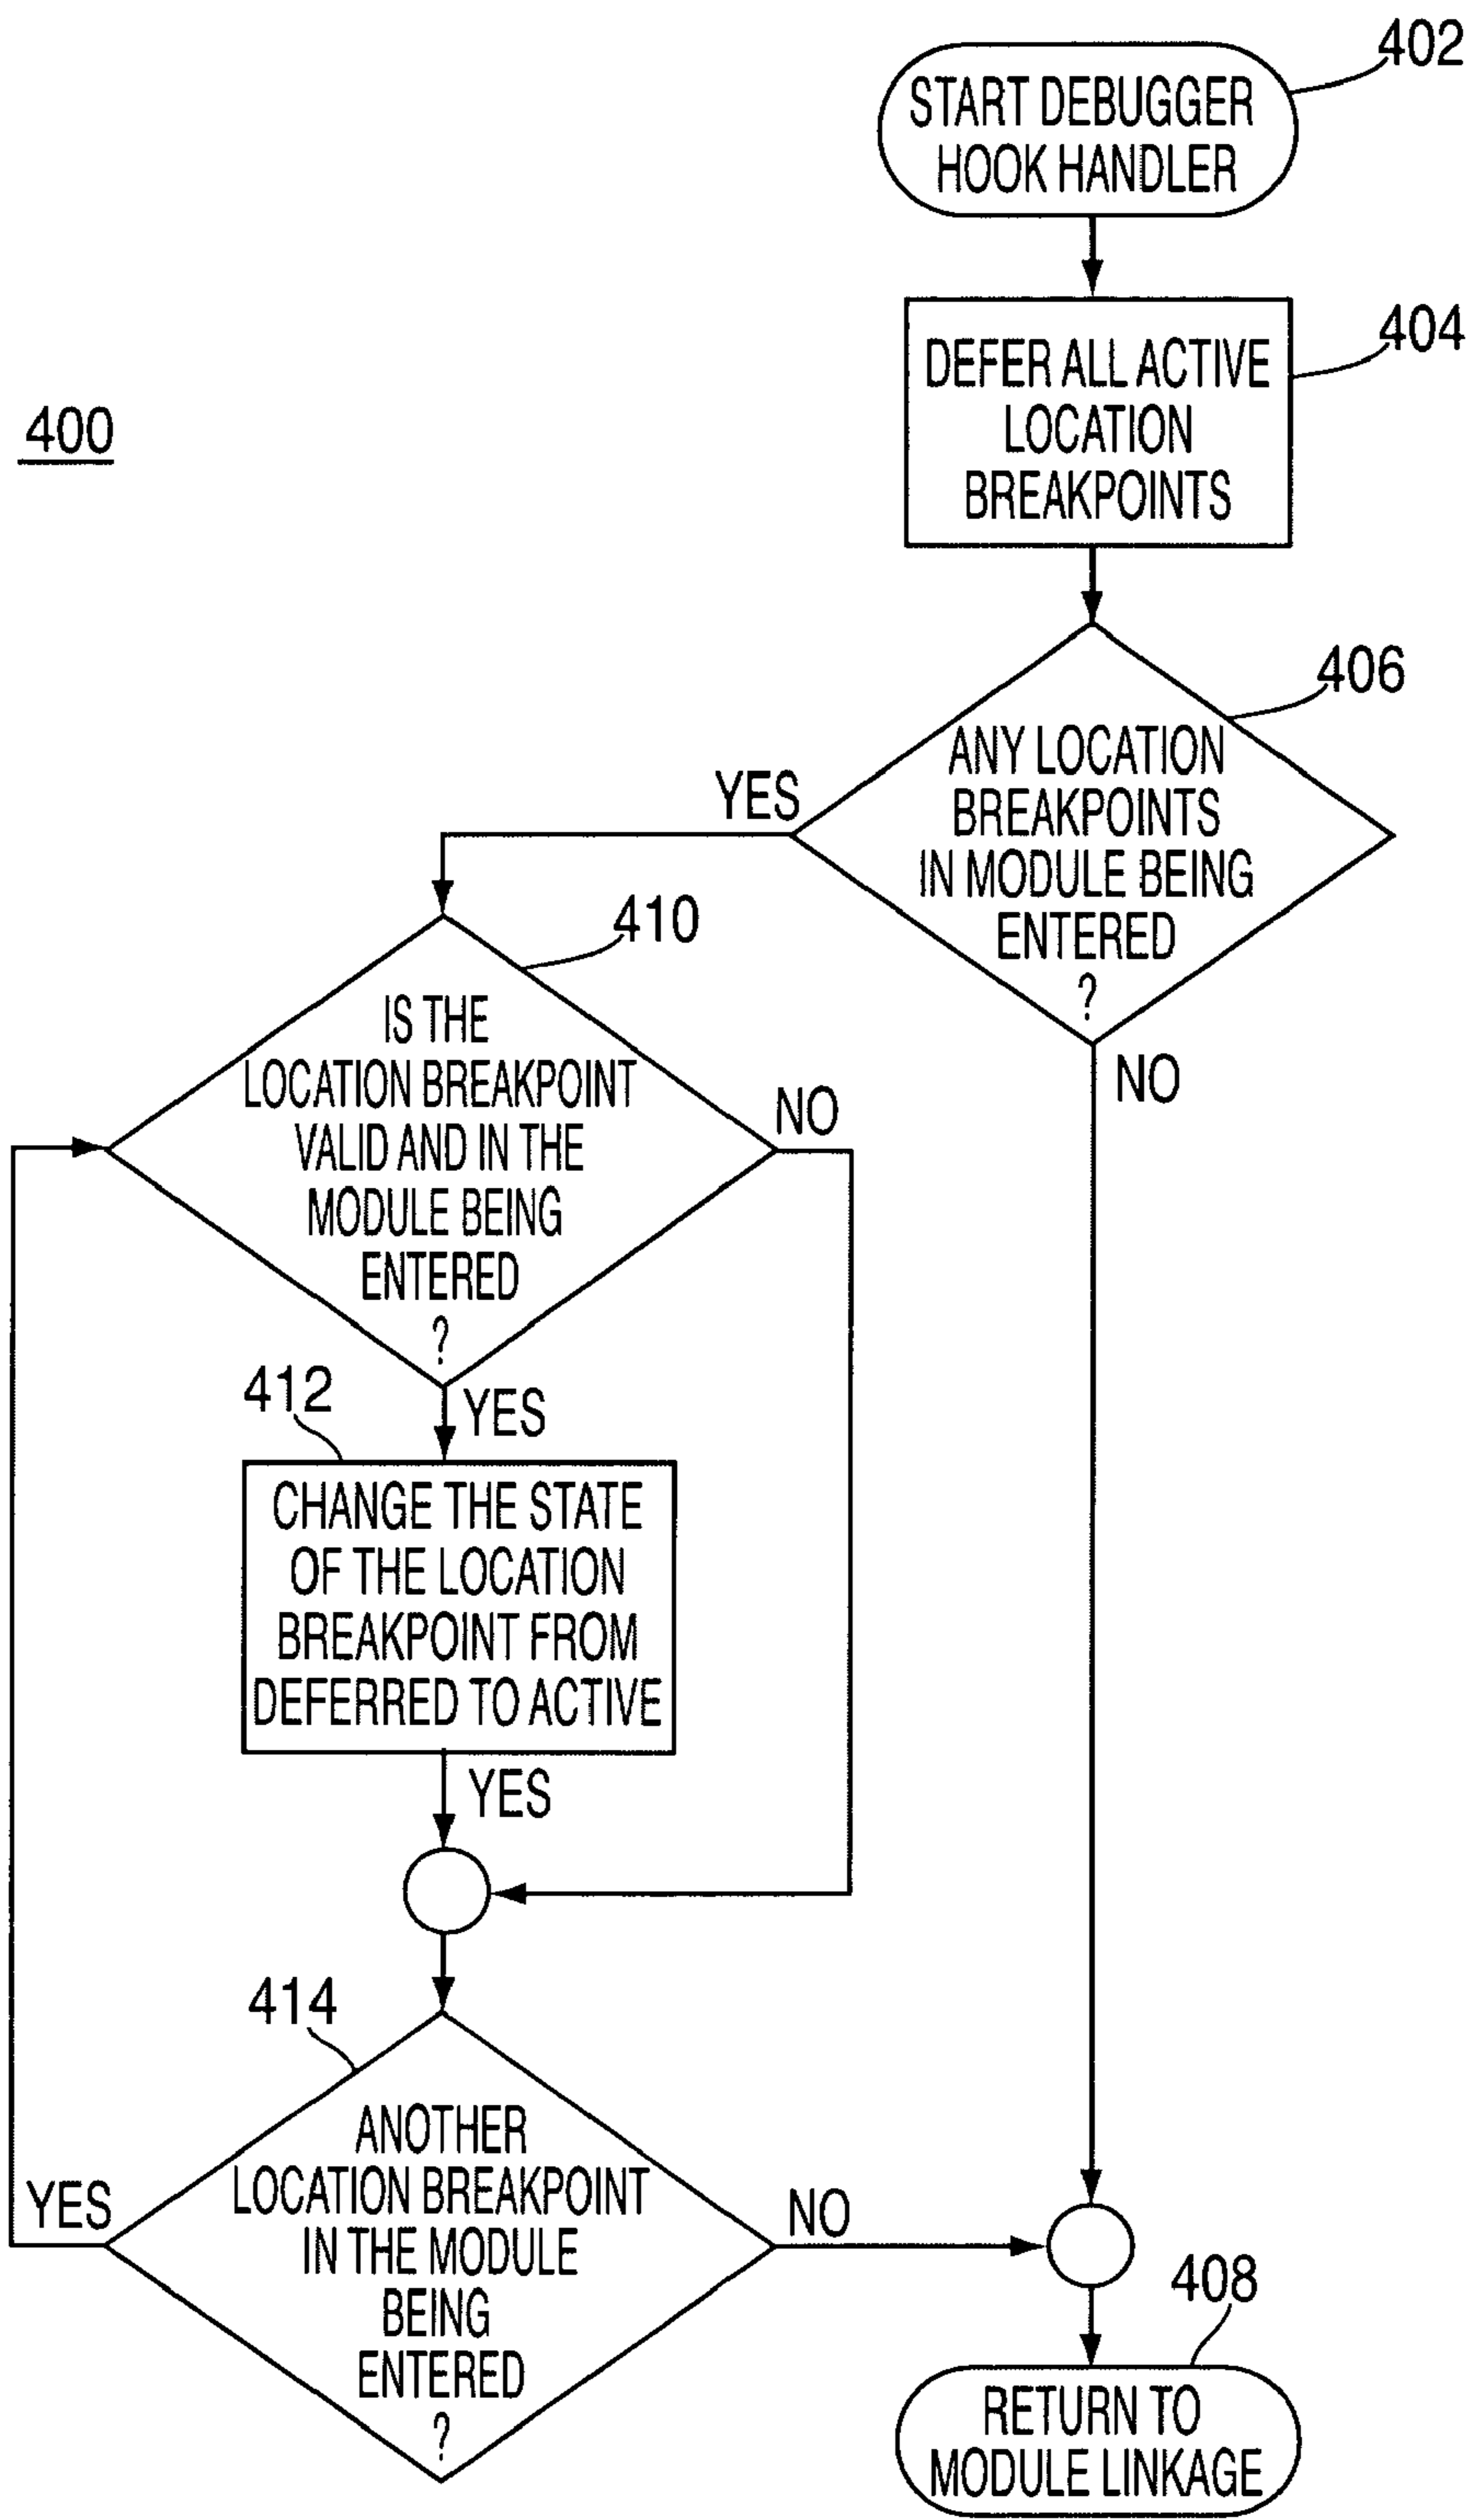 402
START DEBUGGER
HOOK HANDLER
404
DEFER ALL ACTIVE
LOCATION
BREAKPOINTS
400
406
ANY LOCATION
BREAKPOINTS
IN MODULE BEING
ENTERED
?
YES
NO
410
IS THE
LOCATION BREAKPOINT
VALID AND IN THE
MODULE BEING
ENTERED
?
NO
YES
412
CHANGE THE STATE
OF THE LOCATION
BREAKPOINT FROM
DEFERRED TO ACTIVE
YES
414
ANOTHER
LOCATION BREAKPOINT
IN THE MODULE
BEING
ENTERED
?
YES
NO
408
RETURN TO
MODULE LINKAGE